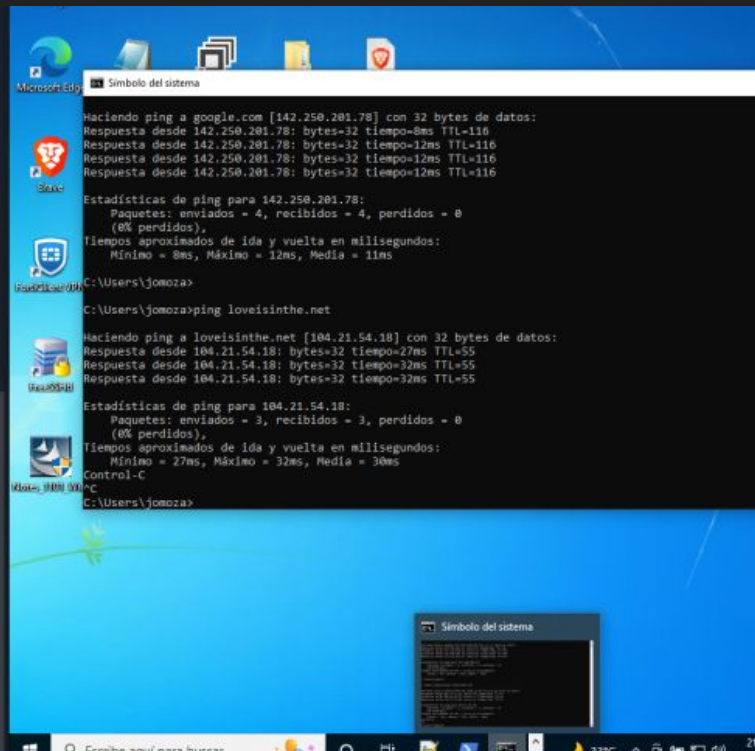 Microsoft Edge
Símbolo del sistema
Haciendo ping a google.com [142.250.201.78] con 32 bytes de datos:
Respuesta desde 142.250.201.78: bytes=32 tiempo=8ms TTL=116
Respuesta desde 142.250.201.78: bytes=32 tiempo=12ms TTL=116
Respuesta desde 142.250.201.78: bytes=32 tiempo=12ms TTL=116
Respuesta desde 142.250.201.78: bytes=32 tiempo=12ms TTL=116
Brave
Estadísticas de ping para 142.250.201.78:
Paquetes: enviados = 4, recibidos = 4, perdidos = 0
(0% perdidos),
Tiempos aproximados de ida y vuelta en milisegundos:
Mínimo = 8ms, Máximo = 12ms, Media = 11ms
FortiClient VPN
C:\Users\jomoza>
C:\Users\jomoza>ping loveisinthe.net
Haciendo ping a loveisinthe.net [104.21.54.18] con 32 bytes de datos:
Respuesta desde 104.21.54.18: bytes=32 tiempo=27ms TTL=55
Respuesta desde 104.21.54.18: bytes=32 tiempo=32ms TTL=55
Respuesta desde 104.21.54.18: bytes=32 tiempo=32ms TTL=55
FreeSSHd
Estadísticas de ping para 104.21.54.18:
Paquetes: enviados = 3, recibidos = 3, perdidos = 0
(0% perdidos),
Tiempos aproximados de ida y vuelta en milisegundos:
Mínimo = 27ms, Máximo = 32ms, Media = 30ms
Control-C
^C
C:\Users\jomoza>
Símbolo del sistema
Escribe aquí para buscar